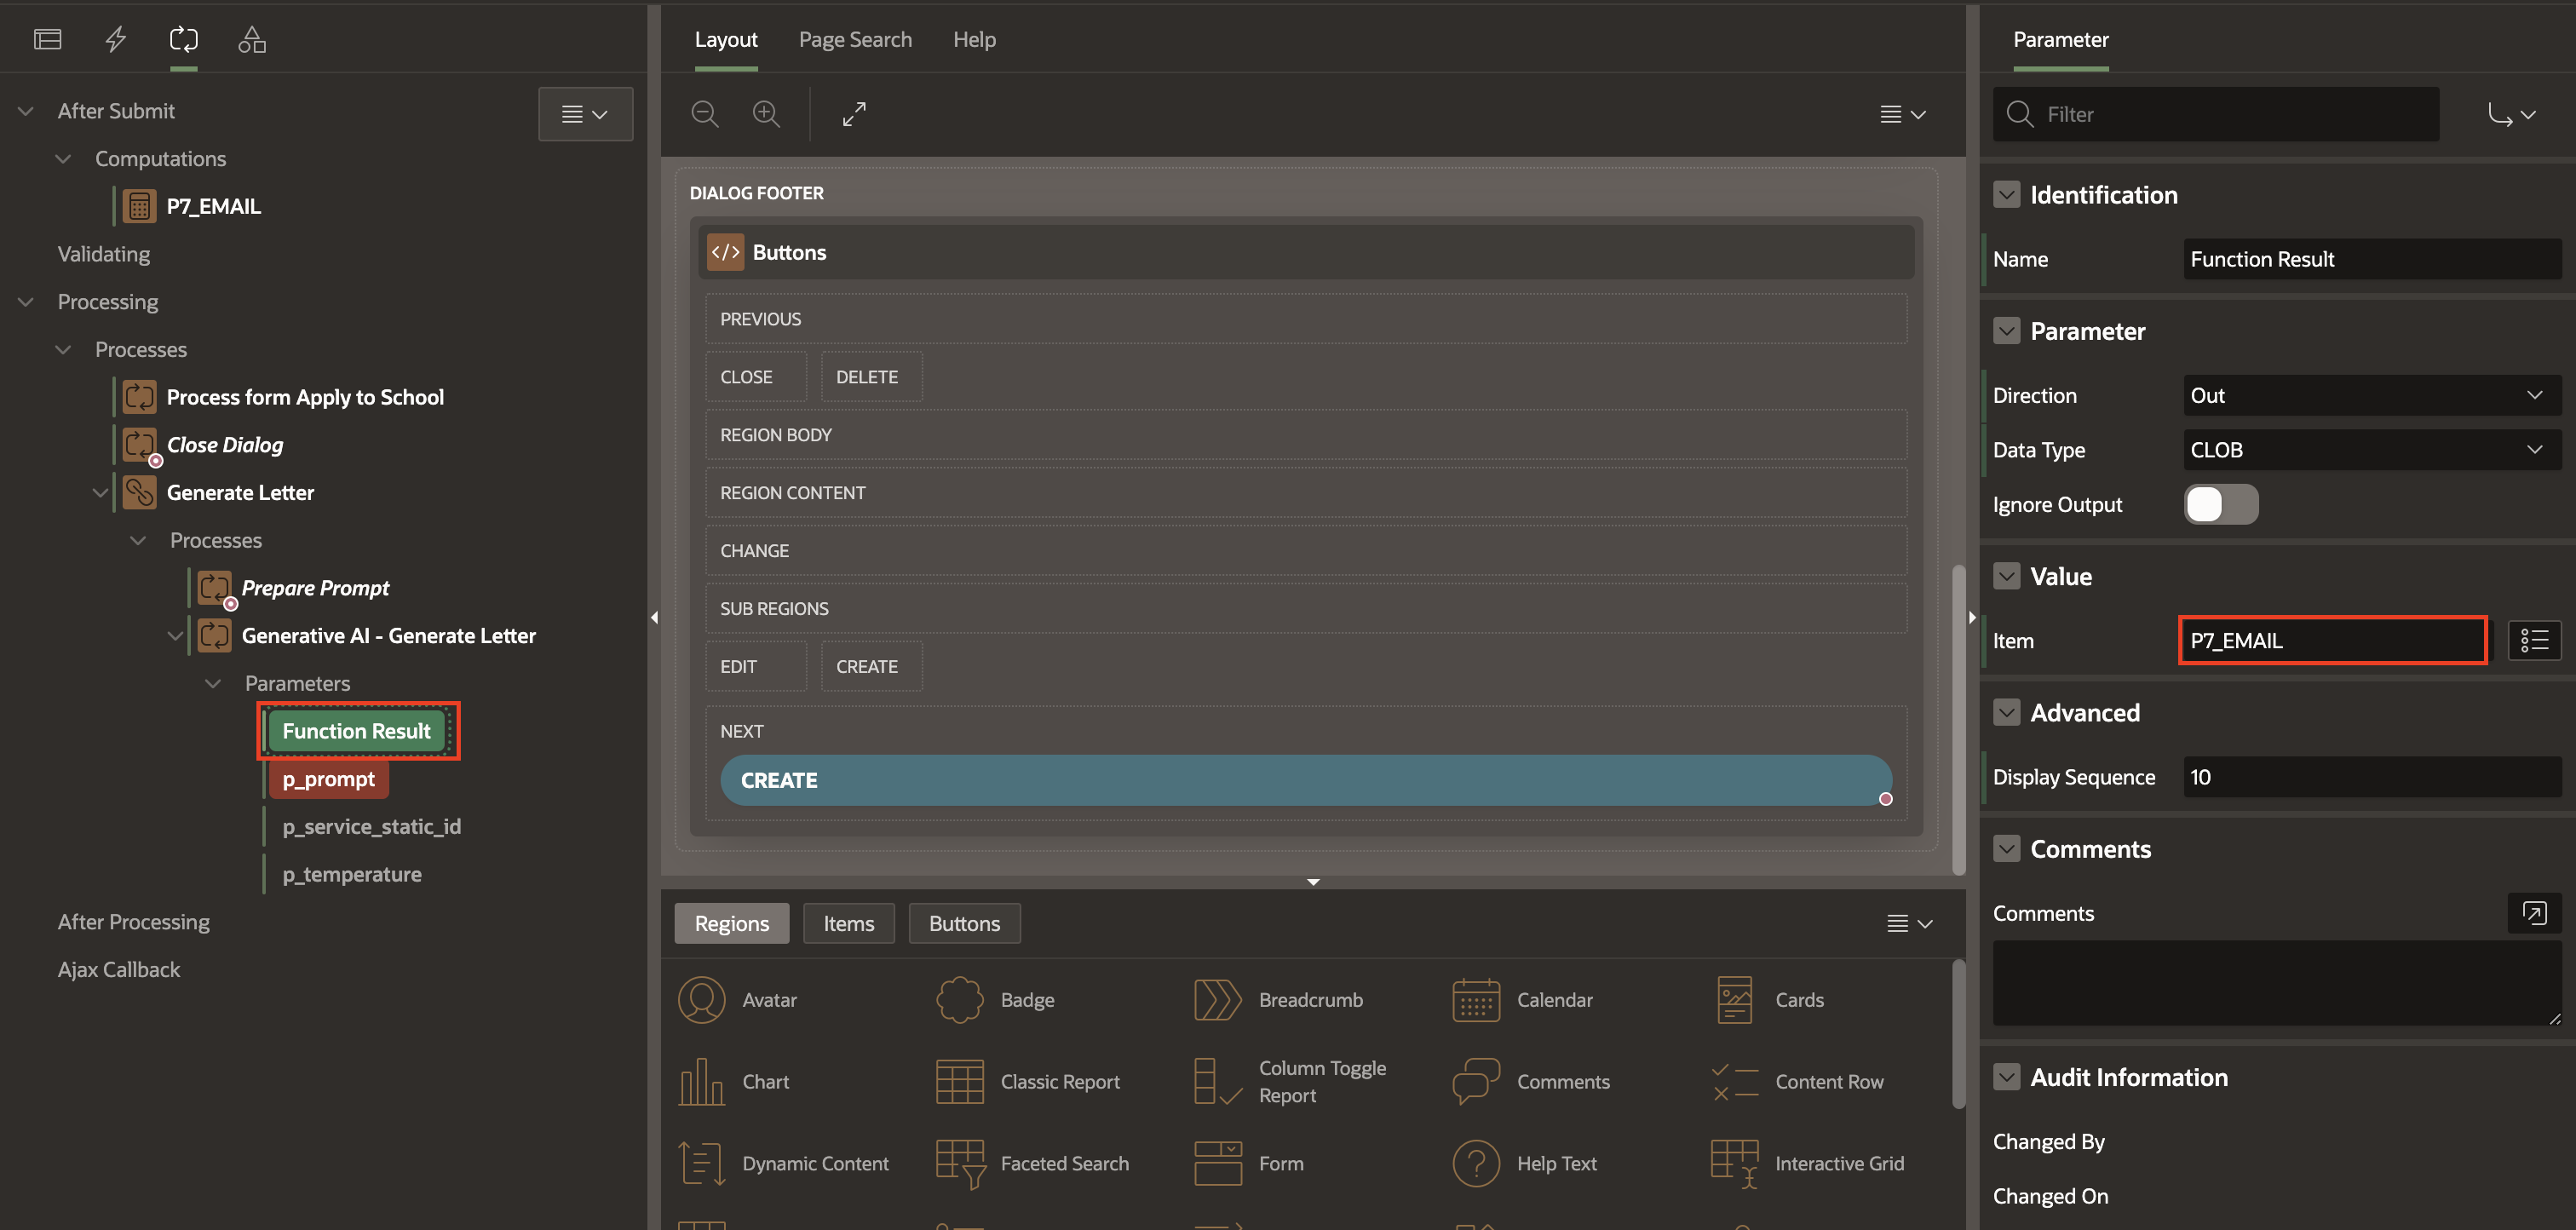 After Submit
Computations
P7_EMAIL
Validating
Processing
Processes
Process form Apply to School
Close Dialog
Generate Letter
Processes
Prepare Prompt
Generative AI - Generate Letter
Parameters
Function Result
p_prompt
p_service_static_id
p_temperature
After Processing
Ajax Callback
Layout Page Search Help
DIALOG FOOTER
</> Buttons
PREVIOUS
CLOSE DELETE
REGION BODY
REGION CONTENT
CHANGE
SUB REGIONS
EDIT CREATE
NEXT
CREATE
Regions Items Buttons
Avatar Badge Breadcrumb Calendar Cards
Chart Classic Report Column Toggle Report Comments Content Row
Dynamic Content Faceted Search Form Help Text Interactive Grid
Parameter
Filter
Identification
Name Function Result
Parameter
Direction Out
Data Type CLOB
Ignore Output
Value
Item P7_EMAIL
Advanced
Display Sequence 10
Comments
Comments
Audit Information
Changed By
Changed On